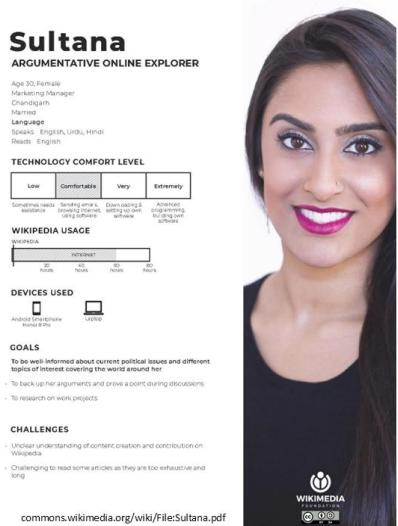 Sultana
ARGUMENTATIVE ONLINE EXPLORER
Age 30, Female
Marketing Manager
Chandigarh
Married
Language
Speaks English, Urdu, Hindi
Reads English
TECHNOLOGY COMFORT LEVEL
Low Comfortable Very Extremely
Sometimes needs assistance
Sending emails, browsing internet, using software
Downloading & setting up own software
Advanced programming, building own software
WIKIPEDIA USAGE
WIKIPEDIA
INTERNET
20 hours 40 hours 60 hours 80 hours
DEVICES USED
Android Smartphone
Honor 8 Pro
Laptop
GOALS
To be well-informed about current political issues and different
topics of interest covering the world around her
- To back up her arguments and prove a point during discussions
- To research on work projects
CHALLENGES
- Unclear understanding of content creation and contribution on
Wikipedia
- Challenging to read some articles as they are too exhaustive and
long
WIKIMEDIA
FOUNDATION
commons.wikimedia.org/wiki/File:Sultana.pdf